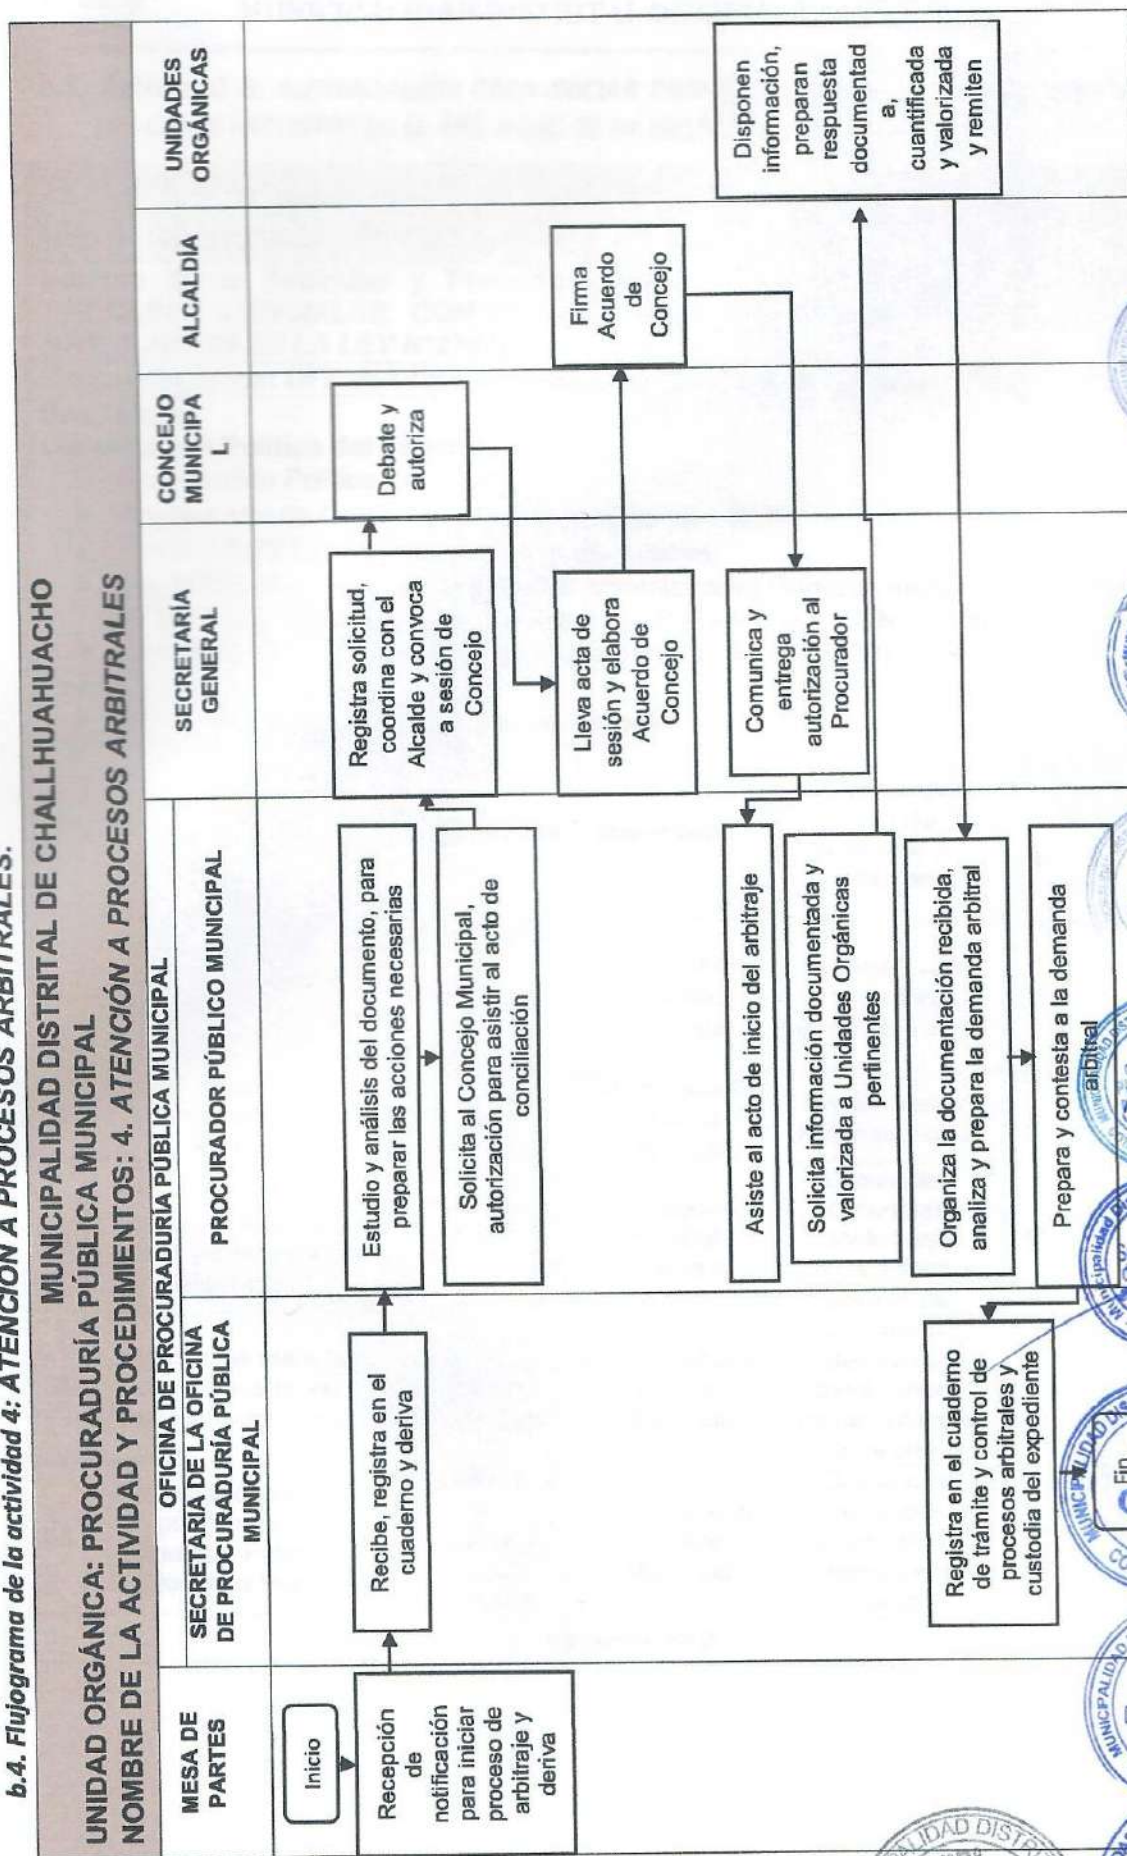 b.4. Flujograma de la actividad 4: ATENCIÓN A PROCESOS ARBITRALES.
MUNICIPALIDAD DISTRITAL DE CHALLHUAHUACHO
UNIDAD ORGÁNICA: PROCURADURÍA PÚBLICA MUNICIPAL
NOMBRE DE LA ACTIVIDAD Y PROCEDIMIENTOS: 4. ATENCIÓN A PROCESOS ARBITRALES
MESA DE
PARTES
OFICINA DE PROCURADURÍA PÚBLICA MUNICIPAL
SECRETARIA DE LA OFICINA
DE PROCURADURÍA PÚBLICA
MUNICIPAL
PROCURADOR PÚBLICO MUNICIPAL
SECRETARÍA
GENERAL
CONCEJO
MUNICIPA
L
ALCALDÍA
UNIDADES
ORGÁNICAS
Inicio
Recepción
de
notificación
para iniciar
proceso de
arbitraje y
deriva
Recibe, registra en el
cuaderno y deriva
Estudio y análisis del documento, para
preparar las acciones necesarias
Solicita al Concejo Municipal,
autorización para asistir al acto de
conciliación
Registra solicitud,
coordina con el
Alcalde y convoca
a sesión de
Concejo
Debate y
autoriza
Lleva acta de
sesión y elabora
Acuerdo de
Concejo
Firma
Acuerdo
de
Concejo
Comunica y
entrega
autorización al
Procurador
Asiste al acto de inicio del arbitraje
Solicita información documentada y
valorizada a Unidades Orgánicas
pertinentes
Disponen
información,
preparan
respuesta
documentad
a,
cuantificada
y valorizada
y remiten
Organiza la documentación recibida,
analiza y prepara la demanda arbitral
Prepara y contesta a la demanda
arbitral
Registra en el cuaderno
de trámite y control de
procesos arbitrales y
custodia del expediente
Fin